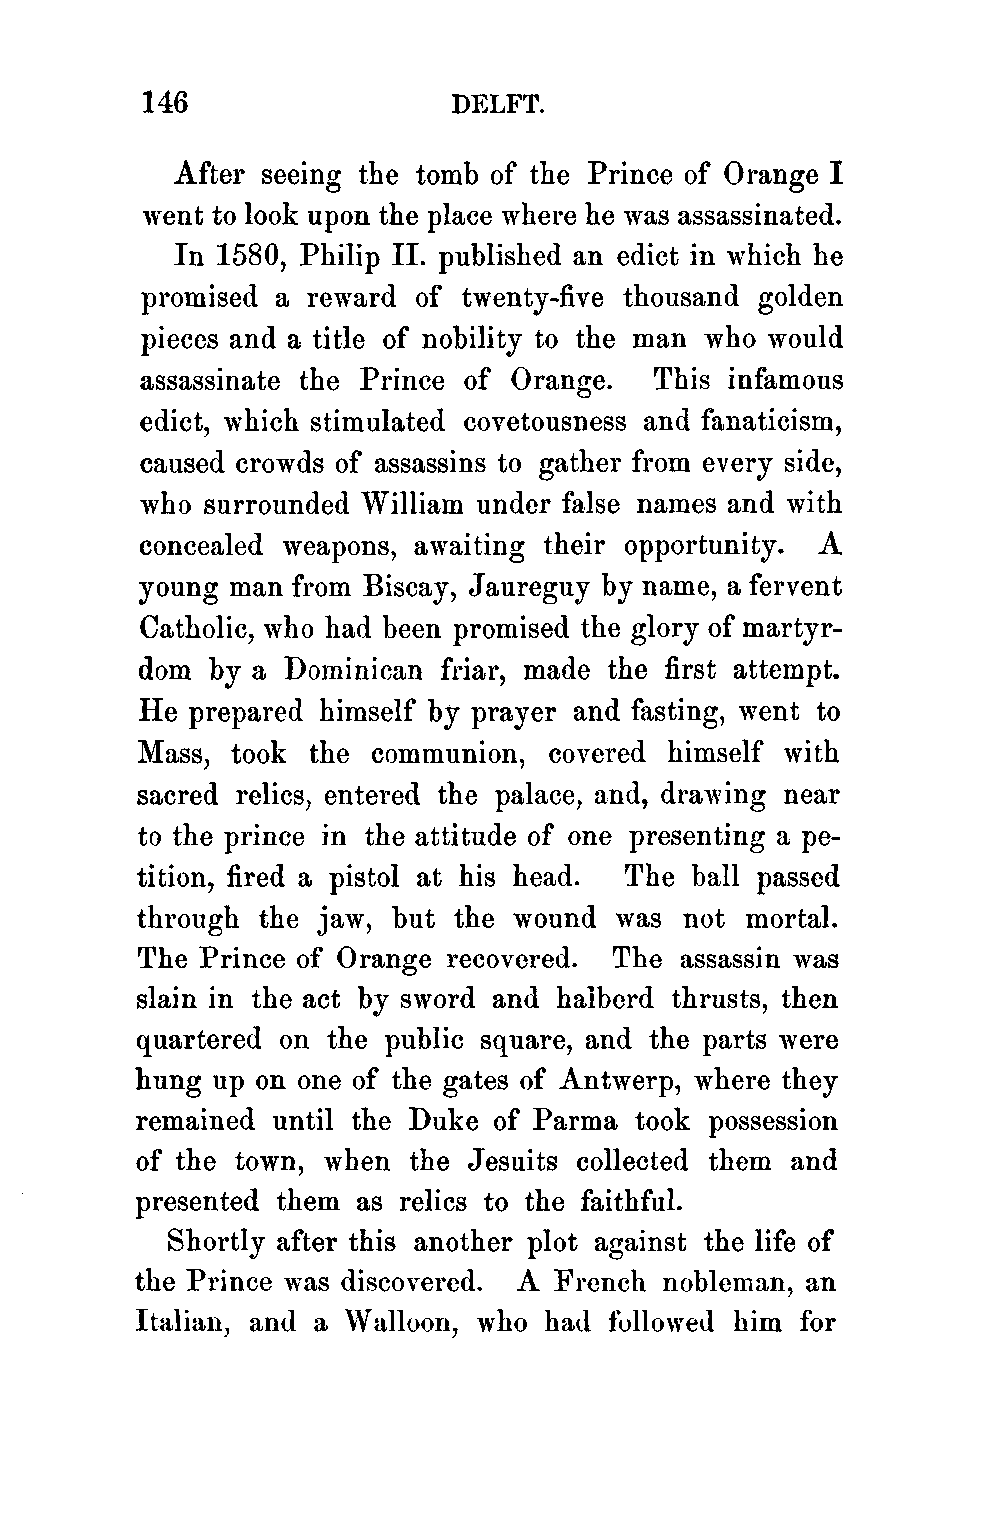 146 DELFT.
After seeing the tomb of the Prince of Orange I
went to look upon the place where he was assassinated.
In 1580, Philip II. published an edict in which he
promised a reward of twenty-five thousand golden
pieces and a title of nobility to the man who would
assassinate the Prince of Orange. This infamous
edict, which stimulated covetousness and fanaticism,
caused crowds of assassins to gather from every side,
who surrounded William under false names and with
concealed weapons, awaiting their opportunity. A
young man from Biscay, Jaureguy by name, a fervent
Catholic, who had been promised the glory of martyr-
dom by a Dominican friar, made the first attempt.
He prepared himself by prayer and fasting, went to
Mass, took the communion, covered himself with
sacred relics, entered the palace, and, drawing near
to the prince in the attitude of one presenting a pe-
tition, fired a pistol at his head. The ball passed
through the jaw, but the wound was not mortal.
The Prince of Orange recovered. The assassin was
slain in the act by sword and halberd thrusts, then
quartered on the public square, and the parts were
hung up on one of the gates of Antwerp, where they
remained until the Duke of Parma took possession
of the town, when the Jesuits collected them and
presented them as relics to the faithful.
Shortly after this another plot against the life of
the Prince was discovered. A French nobleman, an
Italian, and a Walloon, who had followed him for